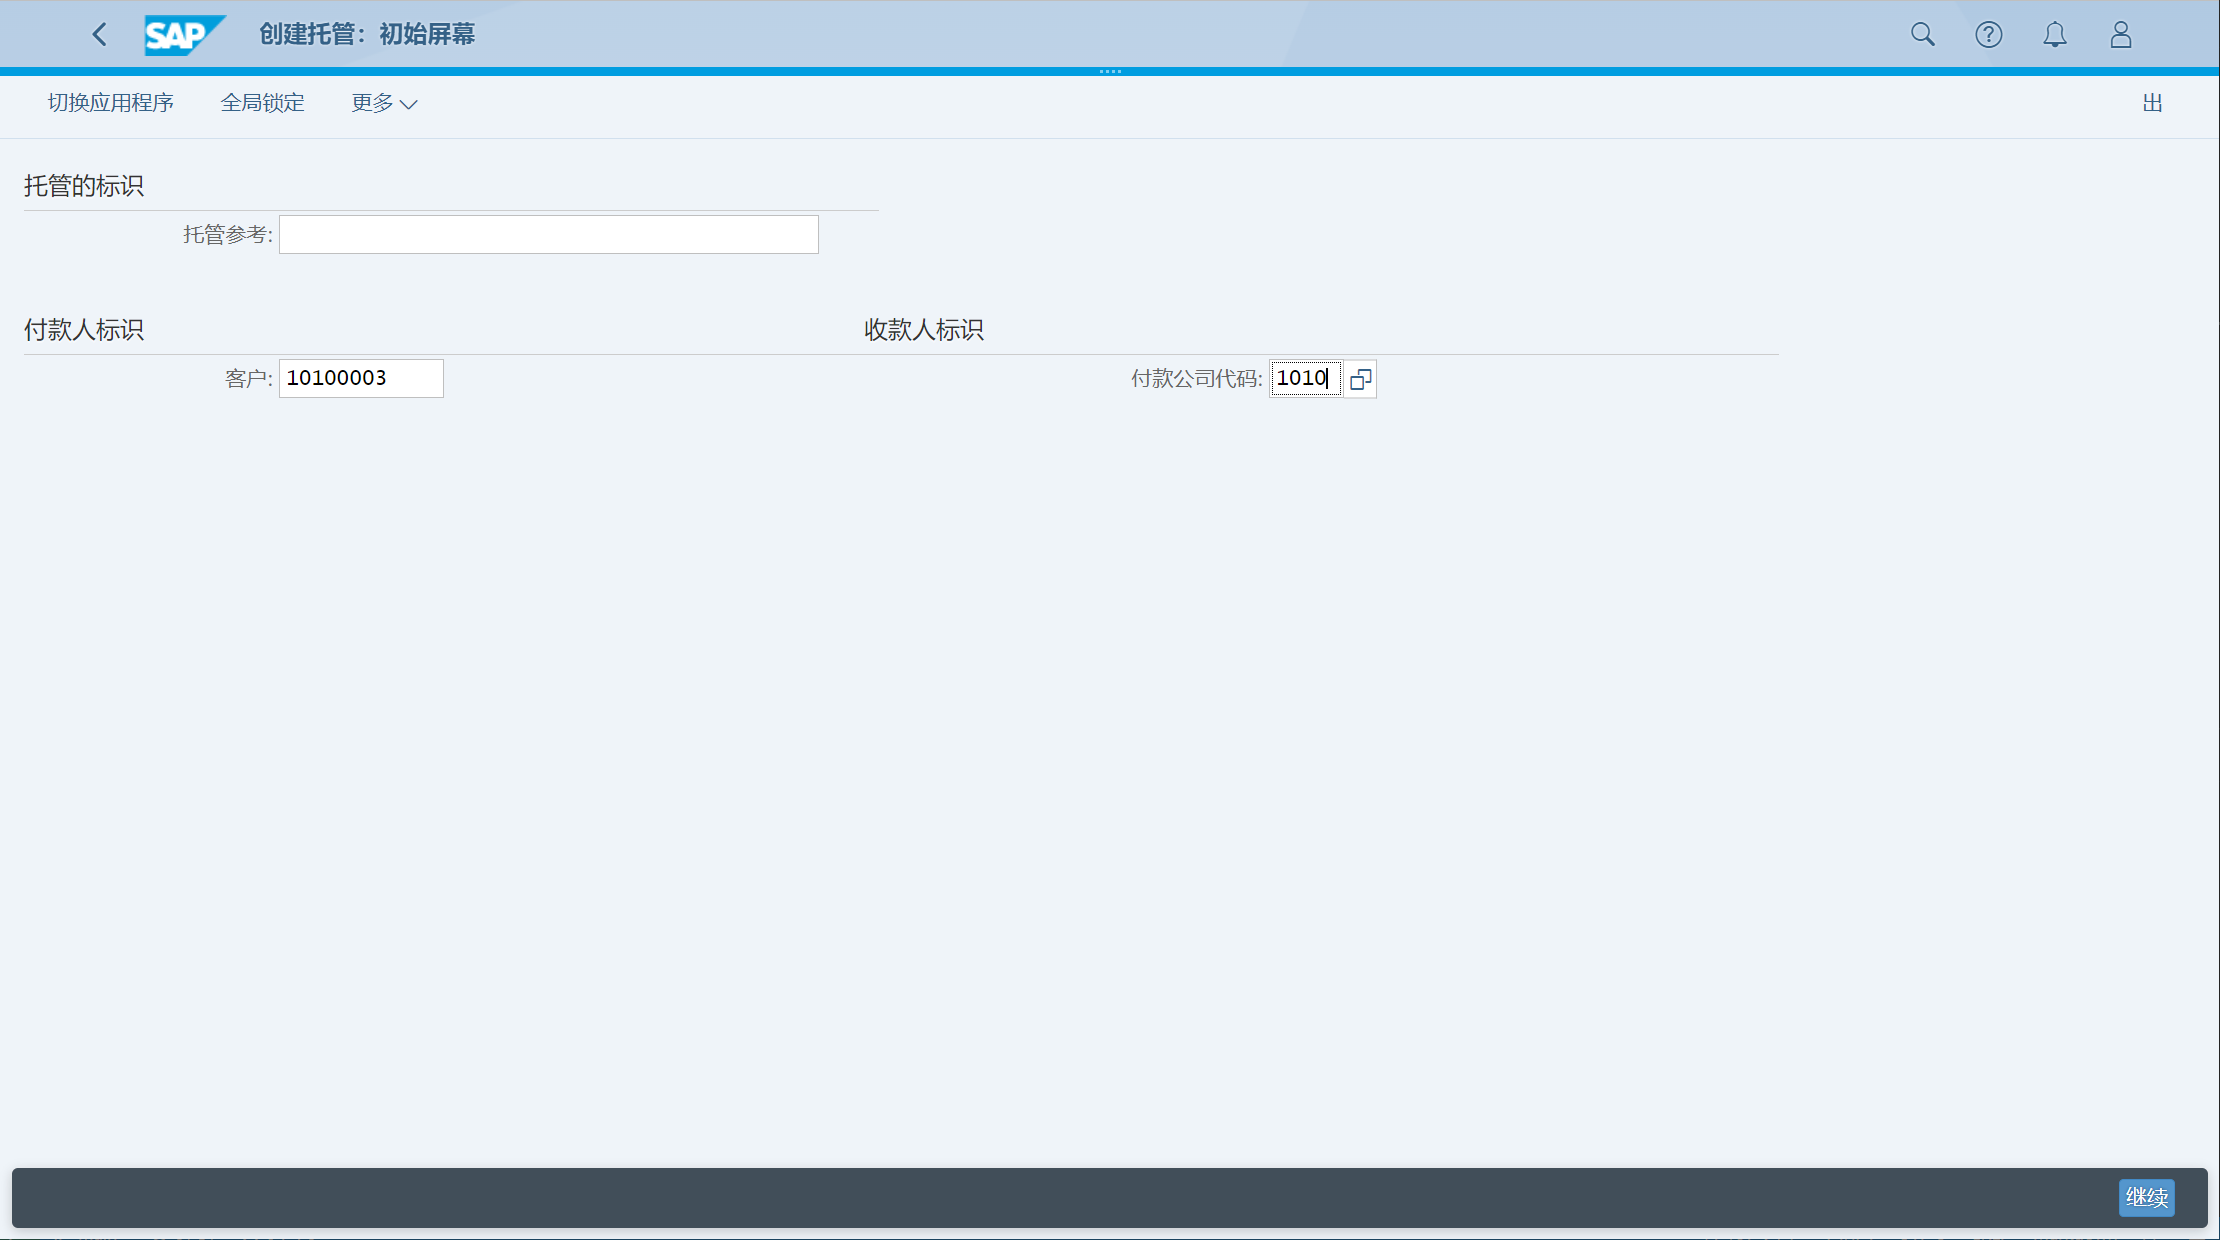 SAP 创建托管：初始屏幕
切换应用程序 全局锁定 更多 出
托管的标识
托管参考:
付款人标识 收款人标识
客户: 10100003 付款公司代码: 1010
继续